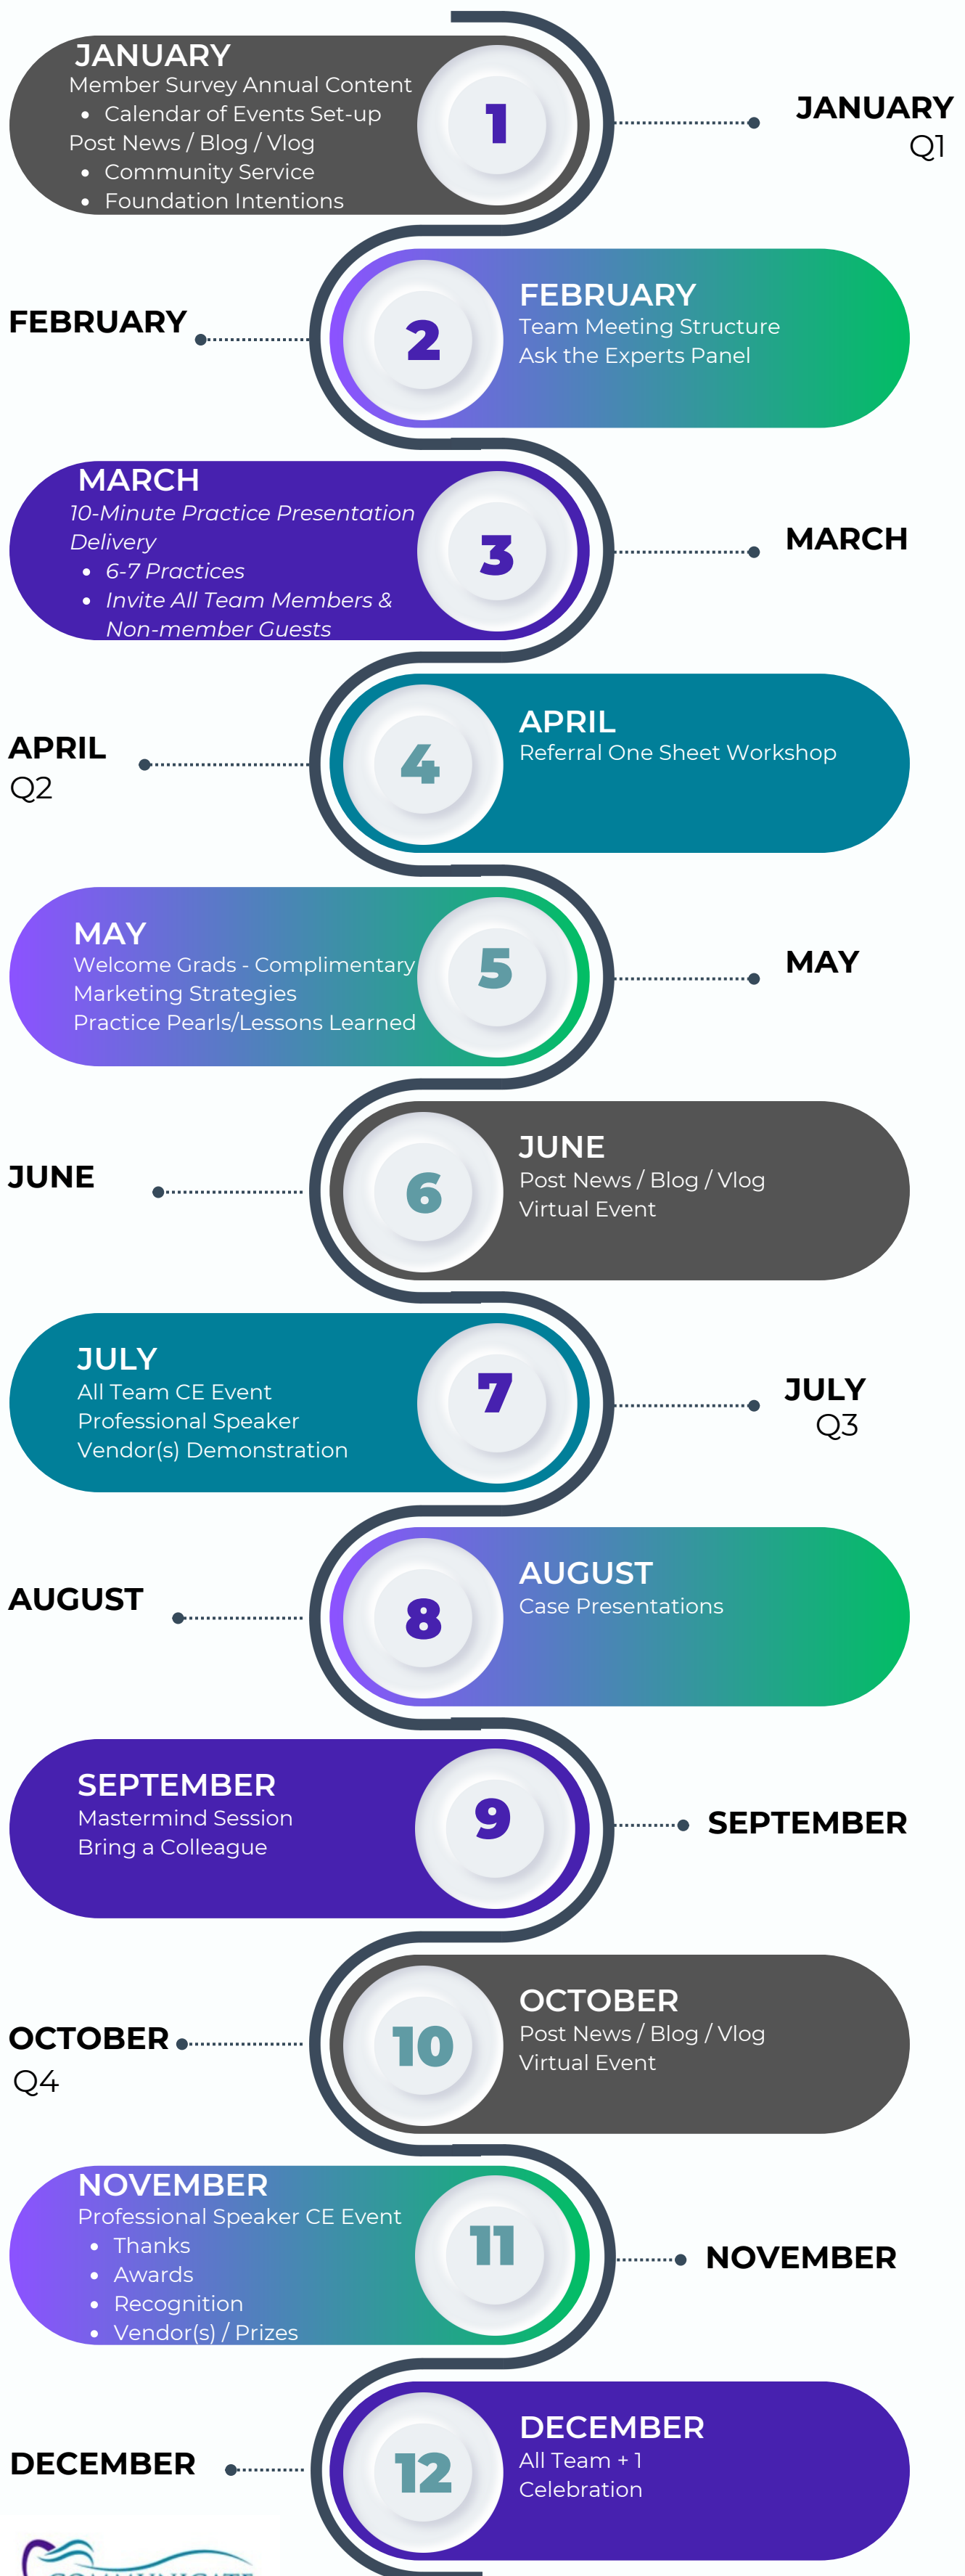 JANUARY
Member Survey Annual Content
• Calendar of Events Set-up
Post News / Blog / Vlog
• Community Service
• Foundation Intentions
1
JANUARY
Q1
FEBRUARY
2
FEBRUARY
Team Meeting Structure
Ask the Experts Panel
MARCH
10-Minute Practice Presentation
Delivery
• 6-7 Practices
• Invite All Team Members &
Non-member Guests
3
MARCH
APRIL
Q2
4
APRIL
Referral One Sheet Workshop
MAY
Welcome Grads - Complimentary
Marketing Strategies
Practice Pearls/Lessons Learned
5
MAY
JUNE
6
JUNE
Post News / Blog / Vlog
Virtual Event
JULY
All Team CE Event
Professional Speaker
Vendor(s) Demonstration
7
JULY
Q3
AUGUST
8
AUGUST
Case Presentations
SEPTEMBER
Mastermind Session
Bring a Colleague
9
SEPTEMBER
OCTOBER
Q4
10
OCTOBER
Post News / Blog / Vlog
Virtual Event
NOVEMBER
Professional Speaker CE Event
• Thanks
• Awards
• Recognition
• Vendor(s) / Prizes
11
NOVEMBER
DECEMBER
12
DECEMBER
All Team + 1
Celebration
COMMUNICATE